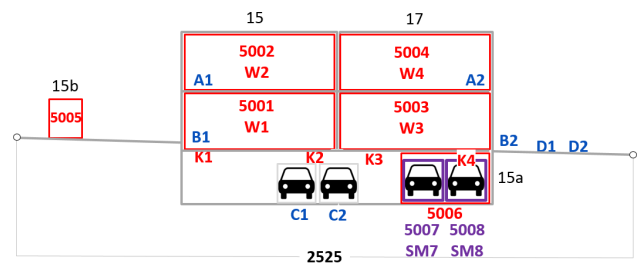 15 17
5002 5004
W2 W4
A1 A2
15b
5005
5001 5003
W1 W3
B1 B2 D1 D2
K1 K2 K3 K4
15a
C1 C2
5006
5007 5008
SM7 SM8
2525